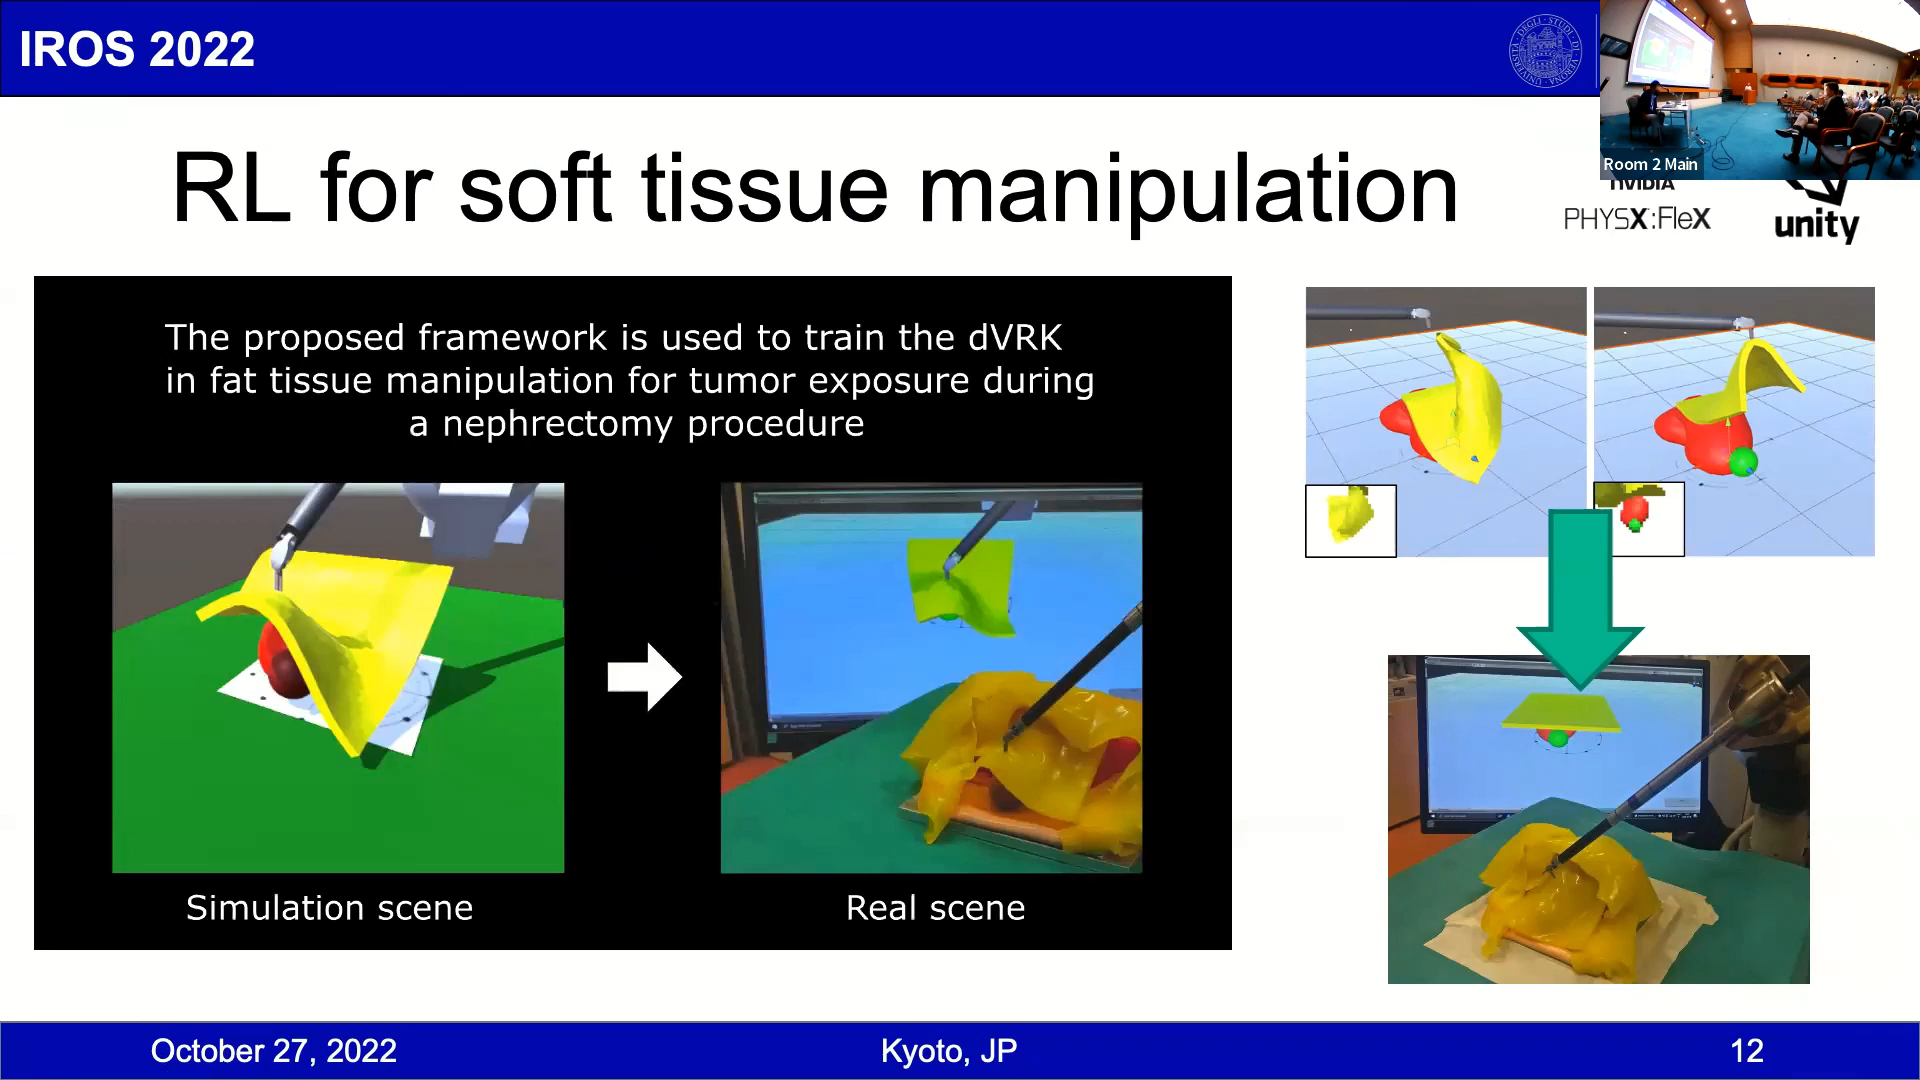 IROS 2022
Room 2 Main
RL for soft tissue manipulation
NVIDIA
PHYSX:FleX
unity
The proposed framework is used to train the dVRK
in fat tissue manipulation for tumor exposure during
a nephrectomy procedure
Simulation scene
Real scene
October 27, 2022
Kyoto, JP
12